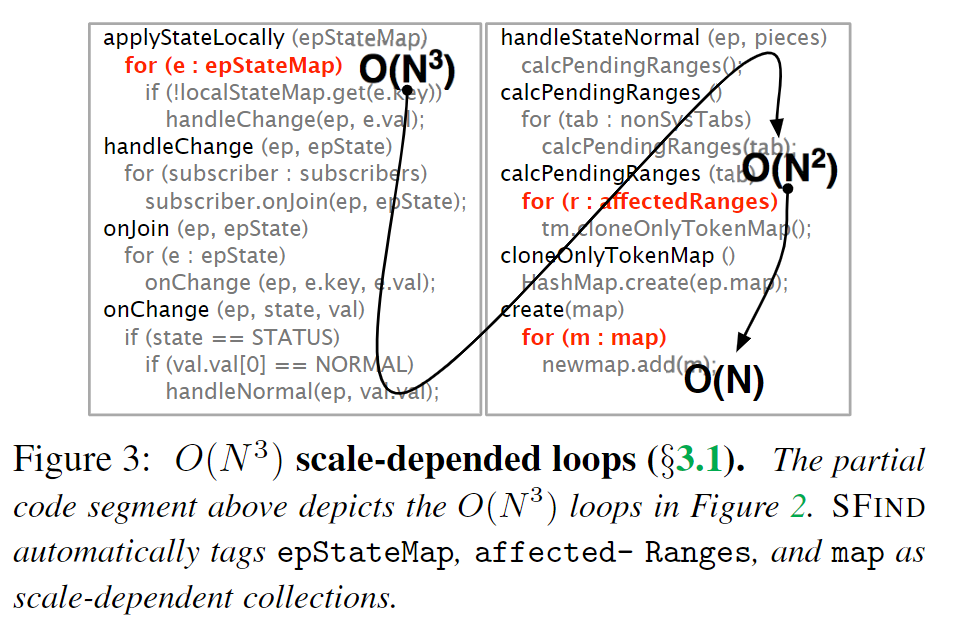 applyStateLocally (epStateMap)
for (e : epStateMap)
O(N³)
if (!localStateMap.get(e.key))
handleChange(ep, e.val);
handleChange (ep, epState)
for (subscriber : subscribers)
subscriber.onJoin(ep, epState);
onJoin (ep, epState)
for (e : epState)
onChange (ep, e.key, e.val);
onChange (ep, state, val)
if (state == STATUS)
if (val.val[0] == NORMAL)
handleNormal(ep, val.val);
handleStateNormal (ep, pieces)
calcPendingRanges();
calcPendingRanges ()
for (tab : nonSysTabs)
calcPendingRanges(tab);
O(N²)
calcPendingRanges (tab)
for (r : affectedRanges)
tm.cloneOnlyTokenMap();
cloneOnlyTokenMap ()
HashMap.create(ep.map);
create(map)
for (m : map)
newmap.add(m);
O(N)
Figure 3: O(N³) scale-depended loops (§3.1). The partial
code segment above depicts the O(N³) loops in Figure 2. SFIND
automatically tags epStateMap, affected- Ranges, and map as
scale-dependent collections.